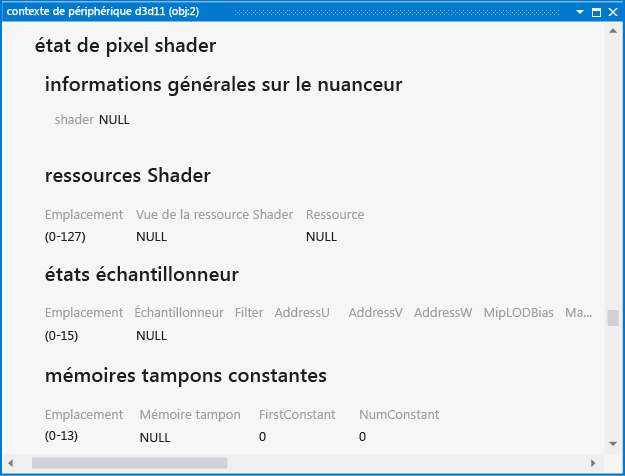 contexte de périphérique d3d11 (obj:2)
état de pixel shader
informations générales sur le nuanceur
shader NULL
ressources Shader
Emplacement Vue de la ressource Shader Ressource
(0-127) NULL NULL
états échantillonneur
Emplacement Échantillonneur Filter AddressU AddressV AddressW MipLODBias Ma...
(0-15) NULL
mémoires tampons constantes
Emplacement Mémoire tampon FirstConstant NumConstant
(0-13) NULL 0 0